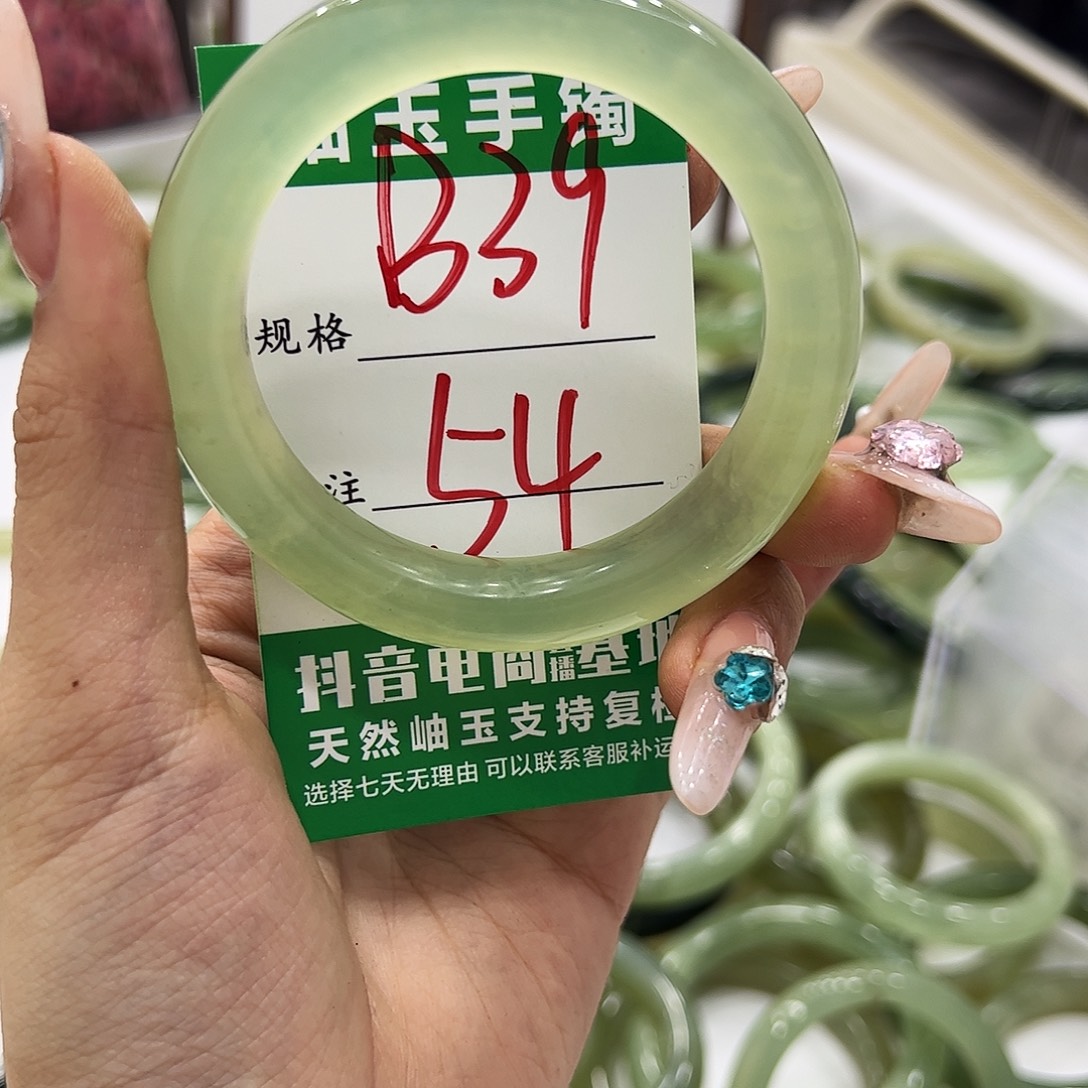 岫玉手镯
B39
规格
54
注
抖音电商直播基地
天然岫玉支持复检
选择七天无理由 可以联系客服补运